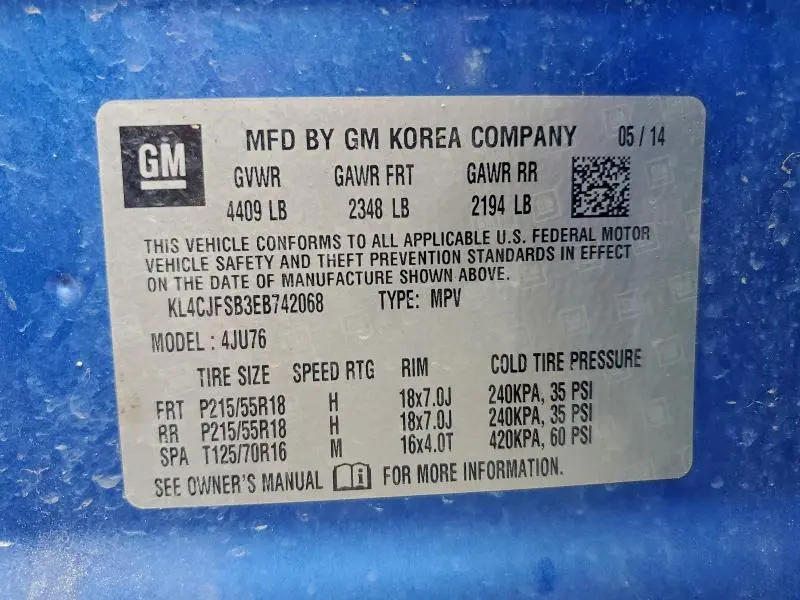 GM
MFD BY GM KOREA COMPANY 05 / 14
GVWR GAWR FRT GAWR RR
4409 LB 2348 LB 2194 LB
THIS VEHICLE CONFORMS TO ALL APPLICABLE U.S. FEDERAL MOTOR
VEHICLE SAFETY AND THEFT PREVENTION STANDARDS IN EFFECT
ON THE DATE OF MANUFACTURE SHOWN ABOVE.
KL4CJFSB3EB742068 TYPE: MPV
MODEL : 4JU76
TIRE SIZE SPEED RTG RIM COLD TIRE PRESSURE
FRT P215/55R18 H 18x7.0J 240KPA, 35 PSI
RR P215/55R18 H 18x7.0J 240KPA, 35 PSI
SPA T125/70R16 M 16x4.0T 420KPA, 60 PSI
SEE OWNER'S MANUAL i FOR MORE INFORMATION.